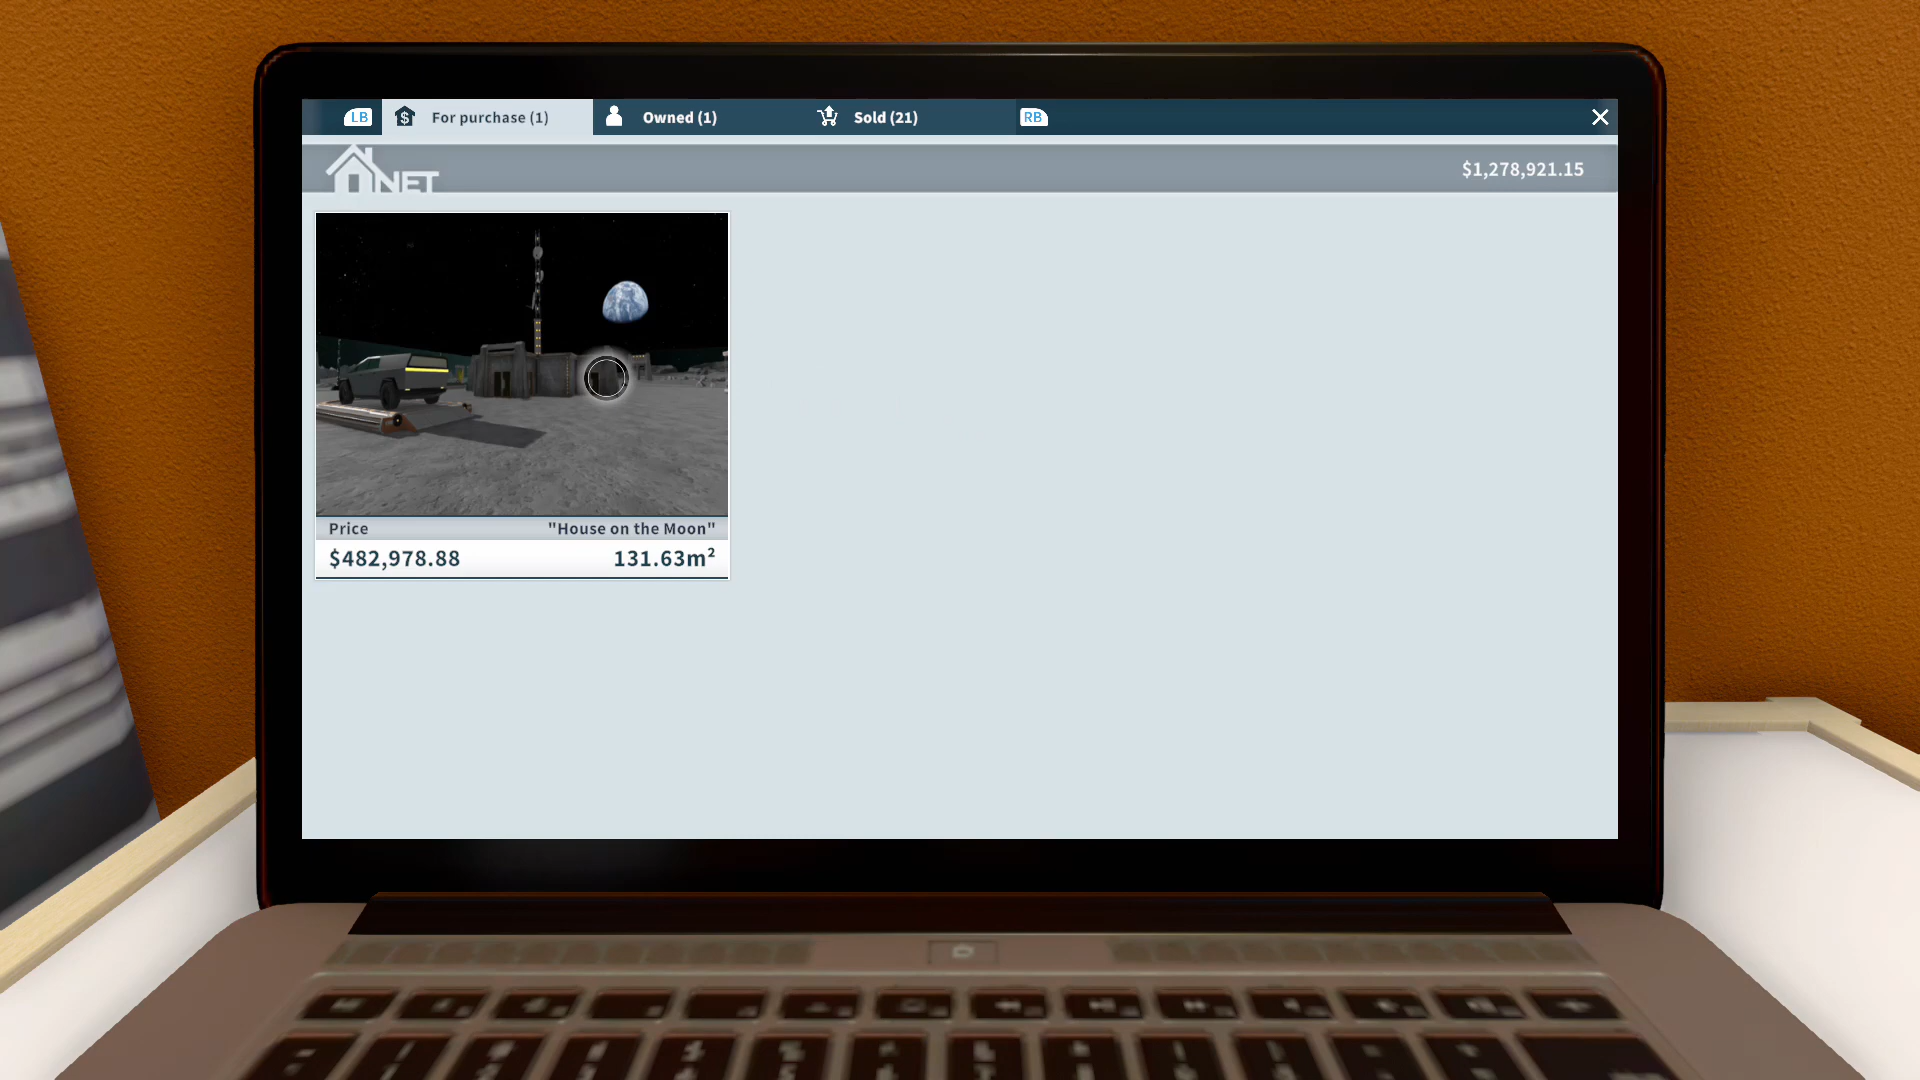 LB
For purchase (1)
Owned (1)
Sold (21)
RB
NET
$1,278,921.15
Price
"House on the Moon"
$482,978.88
131.63m²